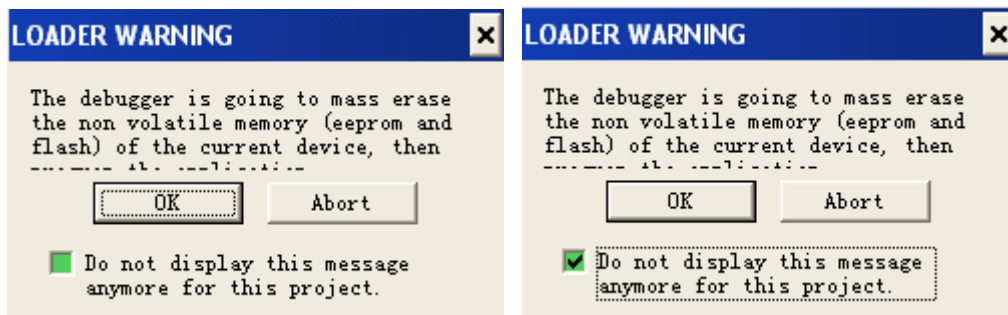 LOADER WARNING
The debugger is going to mass erase
the non volatile memory (eeprom and
flash) of the current device, then
OK
Abort
Do not display this message
anymore for this project.
LOADER WARNING
The debugger is going to mass erase
the non volatile memory (eeprom and
flash) of the current device, then
OK
Abort
Do not display this message
anymore for this project.